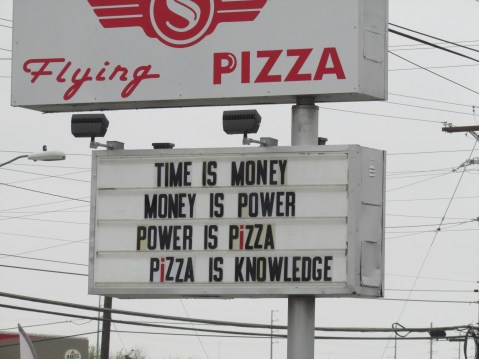 S
Flying PIZZA
TIME IS MONEY
MONEY IS POWER
POWER IS PiZZA
PiZZA IS KNOWLEDGE